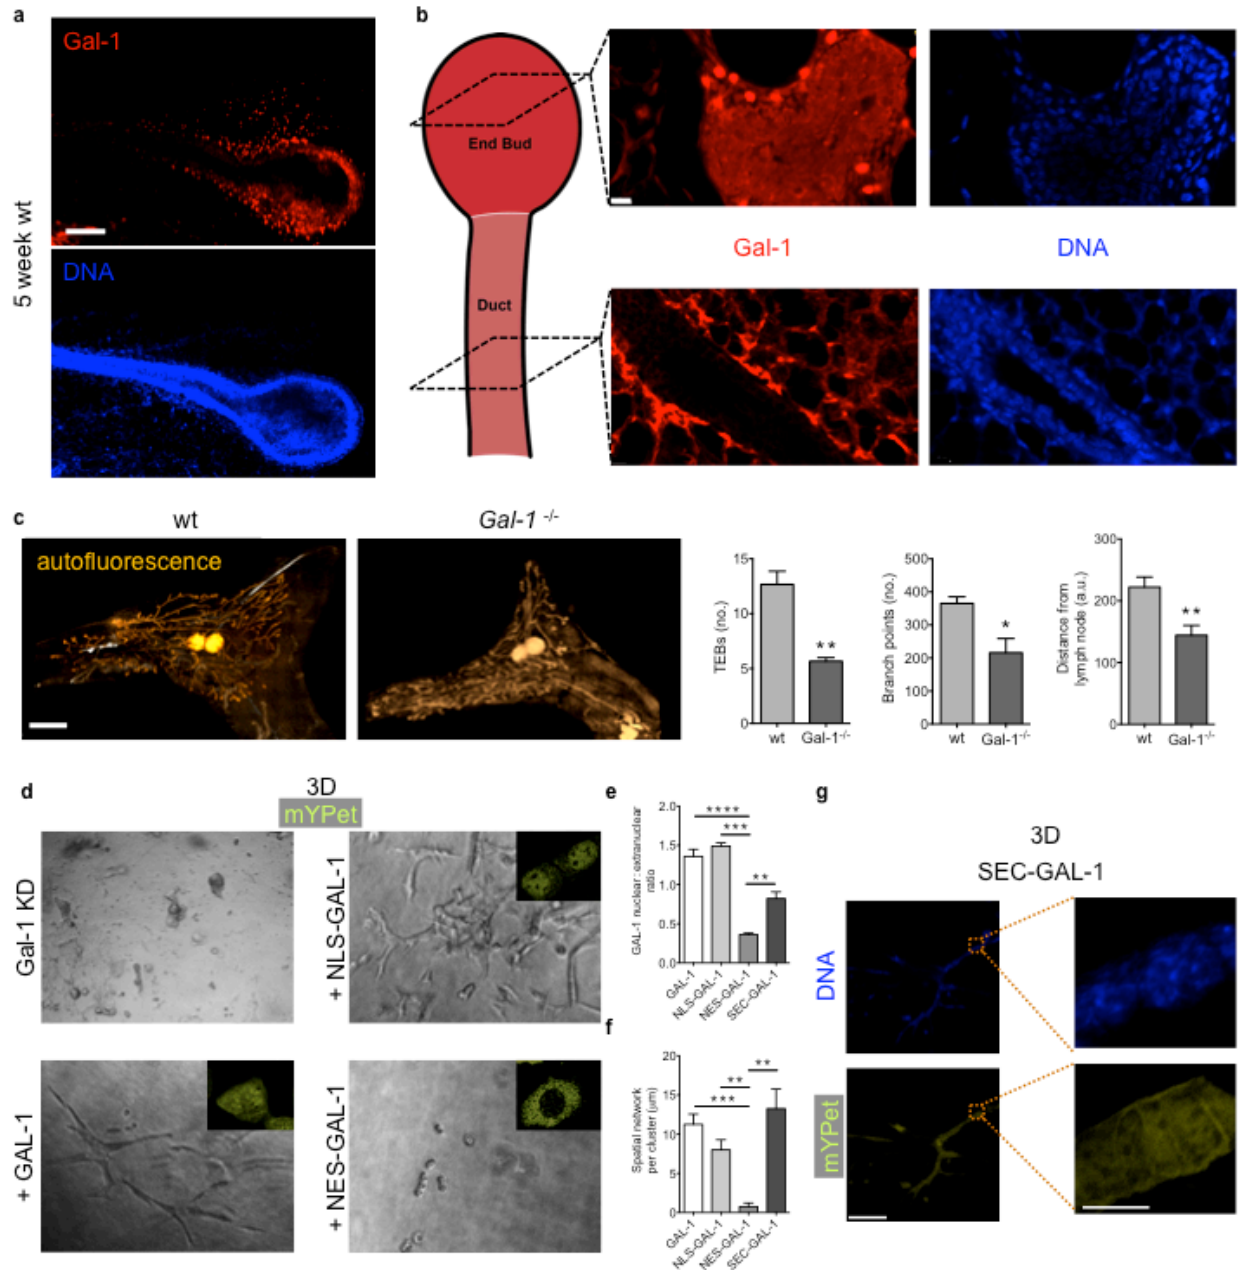 a
Gal-1
5 week wt
DNA
b
End Bud
Duct
Gal-1
DNA
c
wt
Gal-1 -/-
autofluorescence
15
10
5
0
TEBs (no.)
**
wt
Gal-1-/-
500
400
300
200
100
0
Branch points (no.)
*
wt
Gal-1-/-
300
200
100
0
Distance from
lymph node (a.u.)
**
wt
Gal-1-/-
d
3D
mYPet
Gal-1 KD
+ NLS-GAL-1
+ GAL-1
+ NES-GAL-1
e
2.0
1.5
1.0
0.5
0.0
GAL-1 nuclear:extranuclear
ratio
****
***
**
GAL-1
NLS-GAL-1
NES-GAL-1
SEC-GAL-1
f
20
15
10
5
0
Spatial network
per cluster (µm)
**
**
***
GAL-1
NLS-GAL-1
NES-GAL-1
SEC-GAL-1
g
3D
SEC-GAL-1
DNA
mYPet